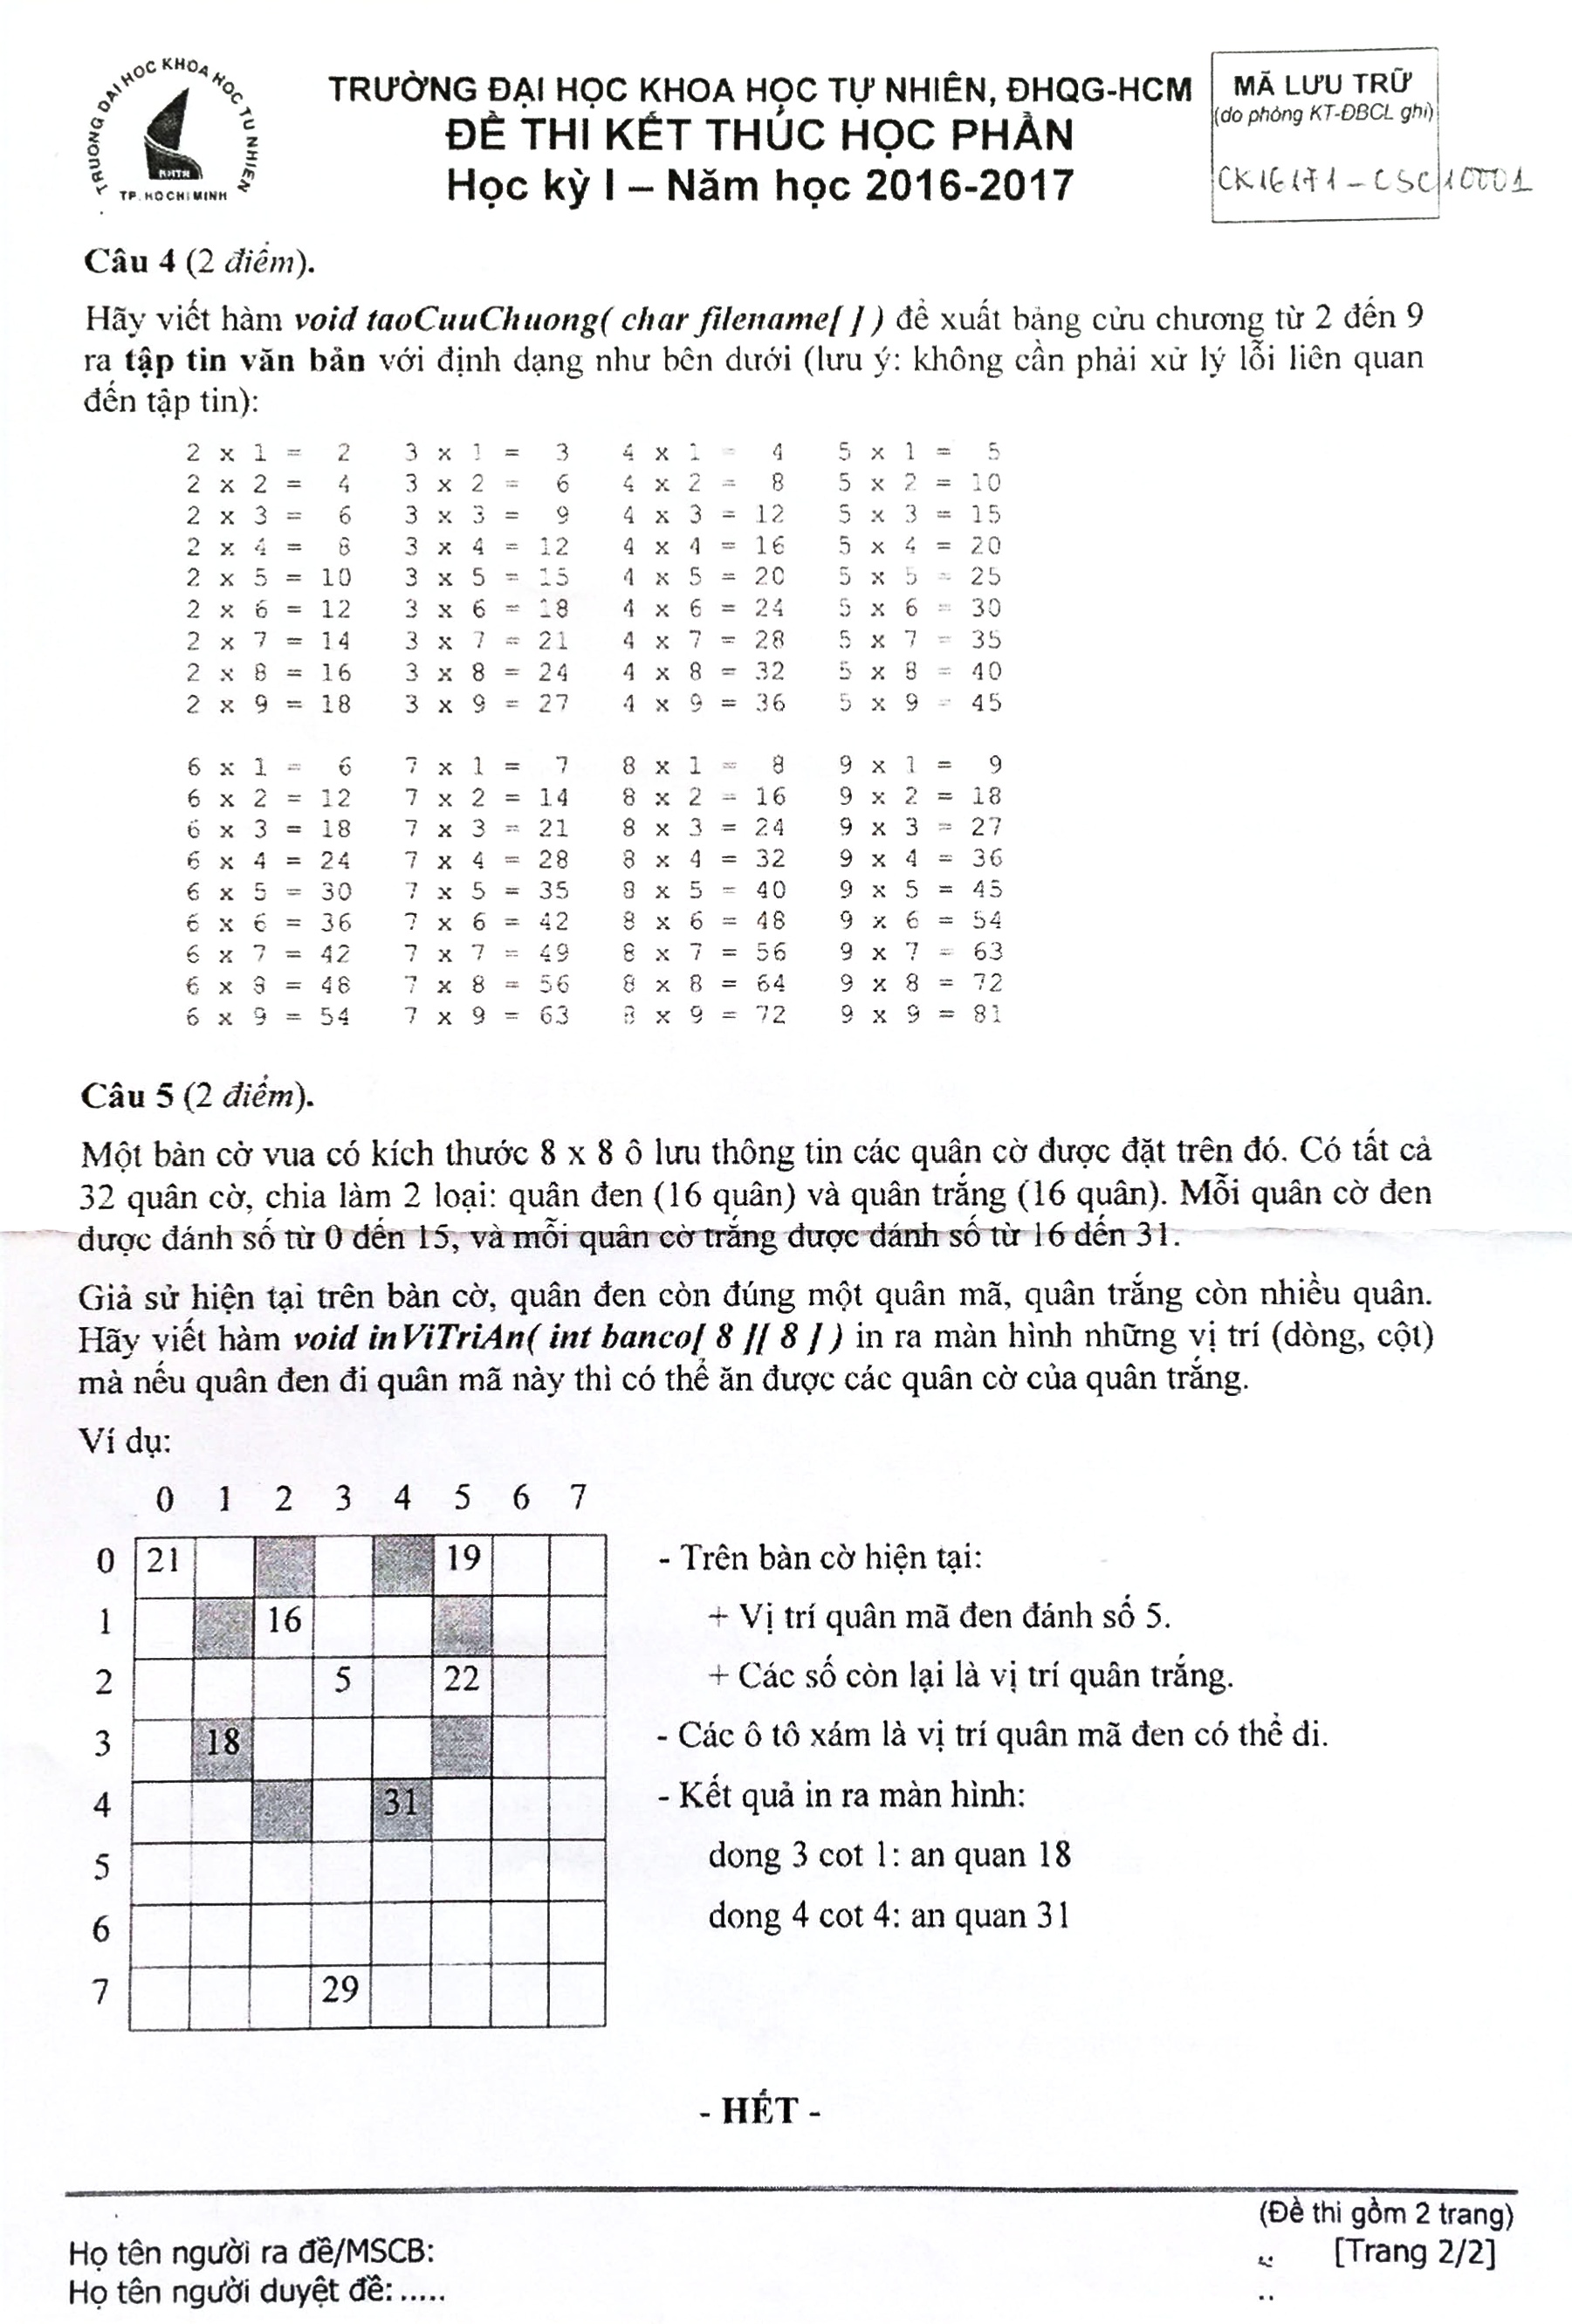 TRUONG DAI HOC KHOA HOC TU NHIEN
KHTN
TP. HO CHI MINH
TRƯỜNG ĐẠI HỌC KHOA HỌC TỰ NHIÊN, ĐHQG-HCM
ĐỀ THI KẾT THÚC HỌC PHẦN
Học kỳ I – Năm học 2016-2017
MÃ LƯU TRỮ
(do phòng KT-ĐBCL ghi)
CK16171-CSC10001
Câu 4 (2 điểm).
Hãy viết hàm void taoCuuChuong( char filename[ ] ) để xuất bảng cửu chương từ 2 đến 9
ra tập tin văn bản với định dạng như bên dưới (lưu ý: không cần phải xử lý lỗi liên quan
đến tập tin):
2 x 1 = 2 3 x 1 = 3 4 x 1 = 4 5 x 1 = 5
2 x 2 = 4 3 x 2 = 6 4 x 2 = 8 5 x 2 = 10
2 x 3 = 6 3 x 3 = 9 4 x 3 = 12 5 x 3 = 15
2 x 4 = 8 3 x 4 = 12 4 x 4 = 16 5 x 4 = 20
2 x 5 = 10 3 x 5 = 15 4 x 5 = 20 5 x 5 = 25
2 x 6 = 12 3 x 6 = 18 4 x 6 = 24 5 x 6 = 30
2 x 7 = 14 3 x 7 = 21 4 x 7 = 28 5 x 7 = 35
2 x 8 = 16 3 x 8 = 24 4 x 8 = 32 5 x 8 = 40
2 x 9 = 18 3 x 9 = 27 4 x 9 = 36 5 x 9 = 45
6 x 1 = 6 7 x 1 = 7 8 x 1 = 8 9 x 1 = 9
6 x 2 = 12 7 x 2 = 14 8 x 2 = 16 9 x 2 = 18
6 x 3 = 18 7 x 3 = 21 8 x 3 = 24 9 x 3 = 27
6 x 4 = 24 7 x 4 = 28 8 x 4 = 32 9 x 4 = 36
6 x 5 = 30 7 x 5 = 35 8 x 5 = 40 9 x 5 = 45
6 x 6 = 36 7 x 6 = 42 8 x 6 = 48 9 x 6 = 54
6 x 7 = 42 7 x 7 = 49 8 x 7 = 56 9 x 7 = 63
6 x 8 = 48 7 x 8 = 56 8 x 8 = 64 9 x 8 = 72
6 x 9 = 54 7 x 9 = 63 8 x 9 = 72 9 x 9 = 81
Câu 5 (2 điểm).
Một bàn cờ vua có kích thước 8 x 8 ô lưu thông tin các quân cờ được đặt trên đó. Có tất cả
32 quân cờ, chia làm 2 loại: quân đen (16 quân) và quân trắng (16 quân). Mỗi quân cờ đen
được đánh số từ 0 đến 15, và mỗi quân cờ trắng được đánh số từ 16 đến 31.
Giả sử hiện tại trên bàn cờ, quân đen còn đúng một quân mã, quân trắng còn nhiều quân.
Hãy viết hàm void inViTriAn( int banco[ 8 ][ 8 ] ) in ra màn hình những vị trí (dòng, cột)
mà nếu quân đen đi quân mã này thì có thể ăn được các quân cờ của quân trắng.
Ví dụ:
0 1 2 3 4 5 6 7
0 21 19
1 16
2 5 22
3 18
4 31
5
6
7 29
- Trên bàn cờ hiện tại:
+ Vị trí quân mã đen đánh số 5.
+ Các số còn lại là vị trí quân trắng.
- Các ô tô xám là vị trí quân mã đen có thể đi.
- Kết quả in ra màn hình:
dong 3 cot 1: an quan 18
dong 4 cot 4: an quan 31
- HẾT -
(Đề thi gồm 2 trang)
Họ tên người ra đề/MSCB:
[Trang 2/2]
Họ tên người duyệt đề: .....